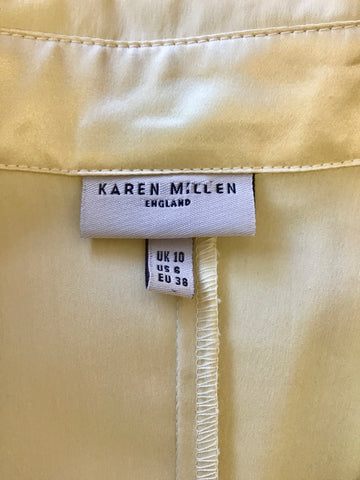 KAREN MILLEN
ENGLAND
UK 10
US 6
EU 38